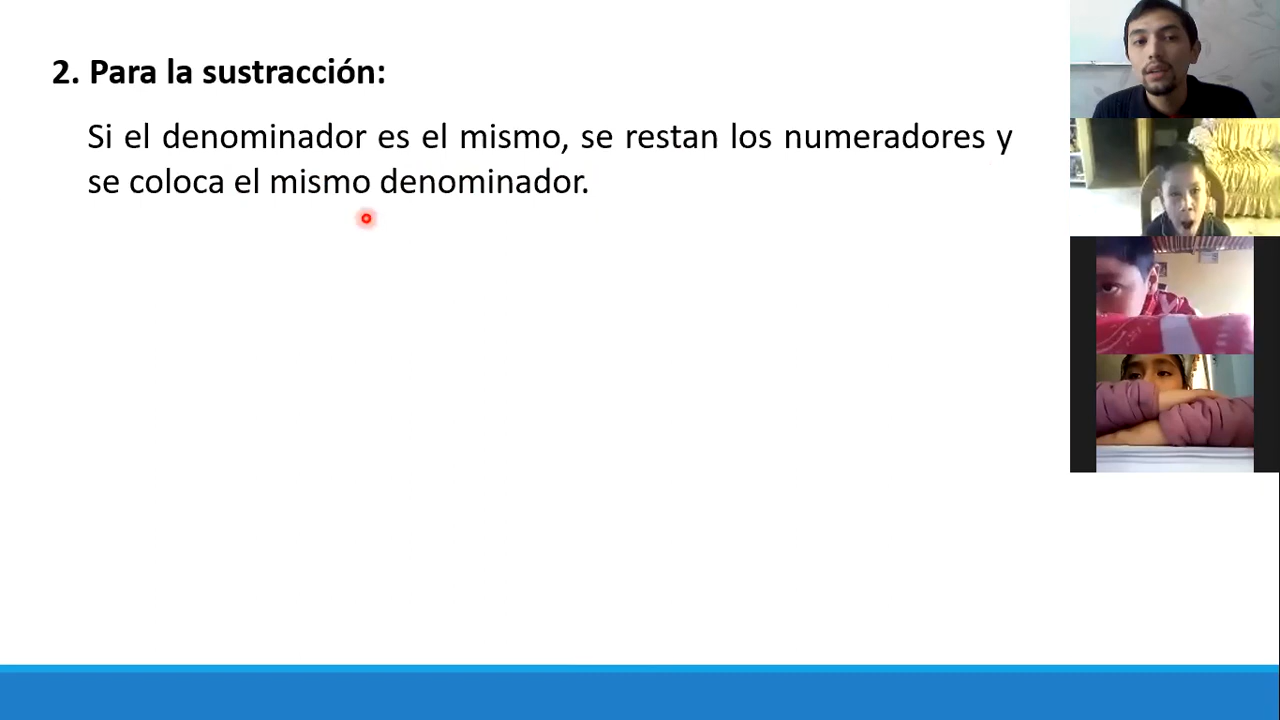 2. Para la sustracción:
Si el denominador es el mismo, se restan los numeradores y
se coloca el mismo denominador.